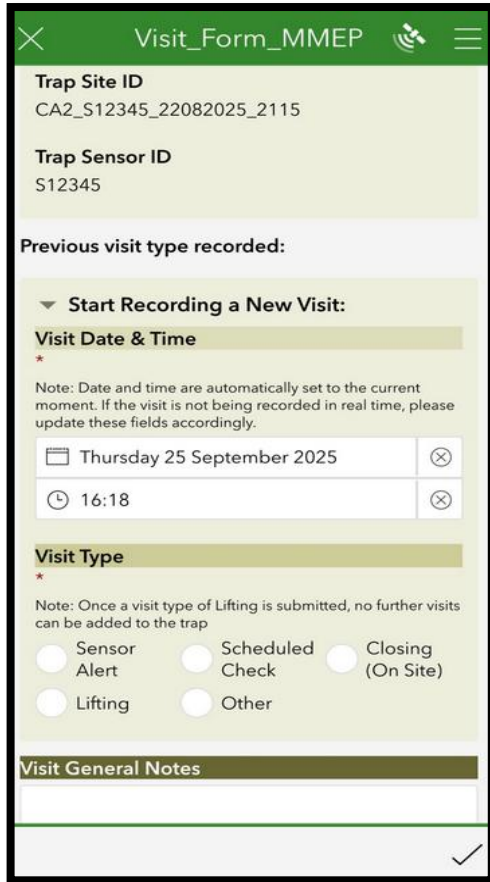 Visit_Form_MMEP
Trap Site ID
CA2_S12345_22082025_2115
Trap Sensor ID
S12345
Previous visit type recorded:
Start Recording a New Visit:
Visit Date & Time
*
Note: Date and time are automatically set to the current
moment. If the visit is not being recorded in real time, please
update these fields accordingly.
Thursday 25 September 2025
16:18
Visit Type
*
Note: Once a visit type of Lifting is submitted, no further visits
can be added to the trap
Sensor Alert
Scheduled Check
Closing (On Site)
Lifting
Other
Visit General Notes